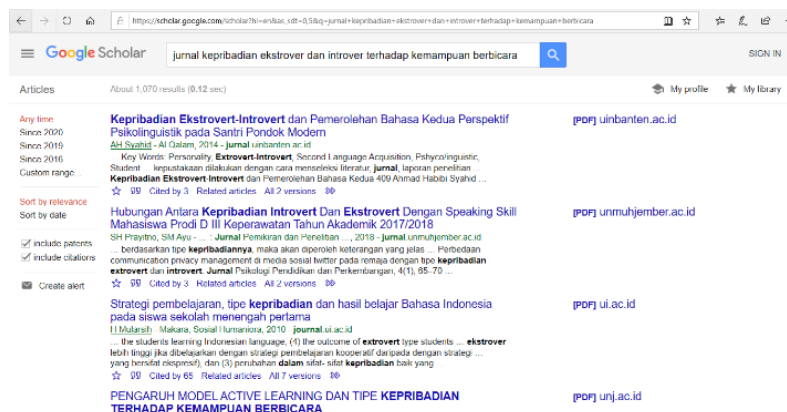 https://scholar.google.com/scholar?hl=en&as_sdt=0,5&q=jurnal+kepribadian+ekstrover+dan+introver+terhadap+kemampuan+berbicara
Google Scholar
jurnal kepribadian ekstrover dan introver terhadap kemampuan berbicara
SIGN IN
Articles
About 1,070 results (0.12 sec)
My profile
My library
Any time
Since 2020
Since 2019
Since 2016
Custom range...
Sort by relevance
Sort by date
include patents
include citations
Create alert
Kepribadian Ekstrovert-Introvert dan Pemerolehan Bahasa Kedua Perspektif
Psikolinguistik pada Santri Pondok Modern
AH Syahid - Al Qalam, 2014 - jurnal uinbanten ac id
Key Words: Personality, Extrovert-Introvert, Second Language Acquisition, Pshyco/inguistic,
Student ... kepustakaan dilakukan dengan cara menseleksi literatur, jurnal, laporan penelitian
Kepribadian Ekstrovert-Introvert dan Pemerolehan Bahasa Kedua 409 Ahmad Habibi Syahid ...
Cited by 3 Related articles All 2 versions
[PDF] uinbanten.ac.id
Hubungan Antara Kepribadian Introvert Dan Ekstrovert Dengan Speaking Skill
Mahasiswa Prodi D III Keperawatan Tahun Akademik 2017/2018
SH Prayitno, SM Ayu - ... : Jurnal Pemikiran dan Penelitian ..., 2018 - jurnal.unmuhjember.ac.id
... berdasarkan tipe kepribadiannya, maka akan diperoleh keterangan yang jelas ... Perbedaan
communication privacy management di media sosial twitter pada remaja dengan tipe kepribadian
extrovert dan introvert. Jurnal Psikologi Pendidikan dan Perkembangan, 4(1), 65–70 ...
Cited by 3 Related articles All 2 versions
[PDF] unmuhjember.ac.id
Strategi pembelajaran, tipe kepribadian dan hasil belajar Bahasa Indonesia
pada siswa sekolah menengah pertama
H Mularsih - Makara, Sosial Humaniora, 2010 - journal.ui.ac.id
... the students learning Indonesian language, (4) the outcome of extrovert type students ... ekstrover
lebih tinggi jika dibelajarkan dengan strategi pembelajaran kooperatif daripada dengan strategi ...
yang bersifat ekspresif), dan (3) perubahan dalam sifat- sifat kepribadian baik yang ...
Cited by 65 Related articles All 7 versions
[PDF] ui.ac.id
PENGARUH MODEL ACTIVE LEARNING DAN TIPE KEPRIBADIAN
TERHADAP KEMAMPUAN BERBICARA
[PDF] unj.ac.id